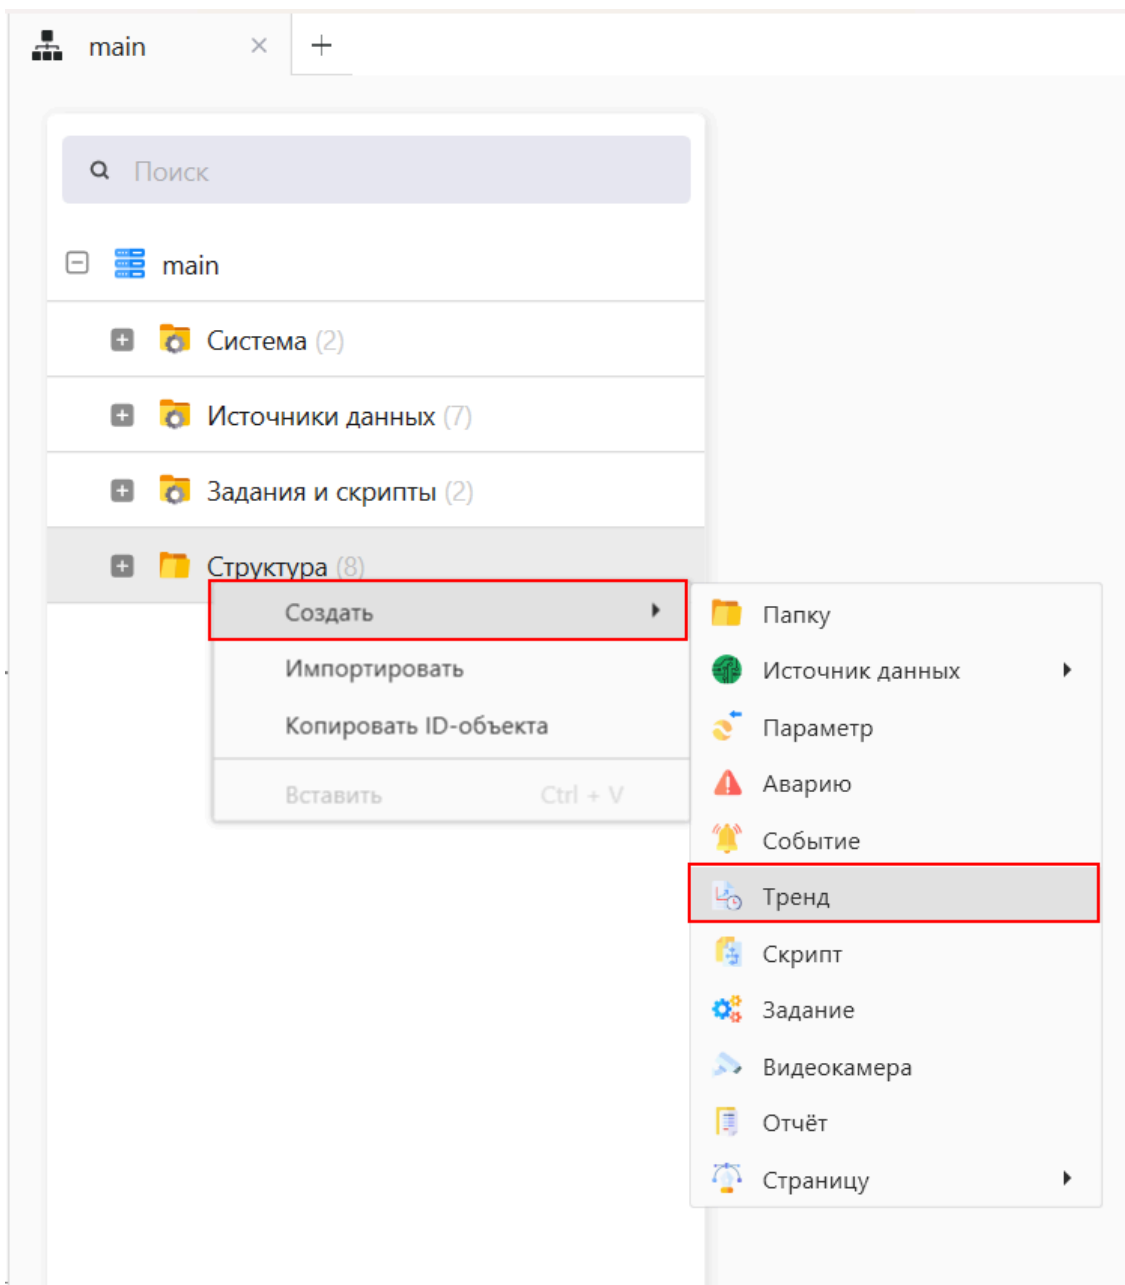 main
Поиск
main
Система (2)
Источники данных (7)
Задания и скрипты (2)
Структура (8)
Создать
Импортировать
Копировать ID-объекта
Вставить Ctrl + V
Папку
Источник данных
Параметр
Аварию
Событие
Тренд
Скрипт
Задание
Видеокамера
Отчёт
Страницу